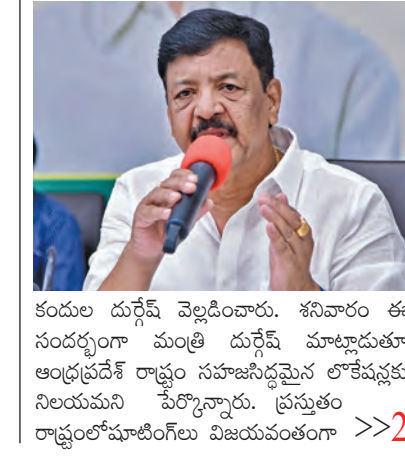 కందుల దుర్గేష్ వెల్లడించారు. శనివారం ఈ
సందర్భంగా మంత్రి దుర్గేష్ మాట్లాడుతూ
ఆంధ్రప్రదేశ్ రాష్ట్రం సహజసిద్ధమైన లొకేషన్లకు
నిలయమని పేర్కొన్నారు. ప్రస్తుతం
రాష్ట్రంలోషూటింగ్‌లు విజయవంతంగా >>2